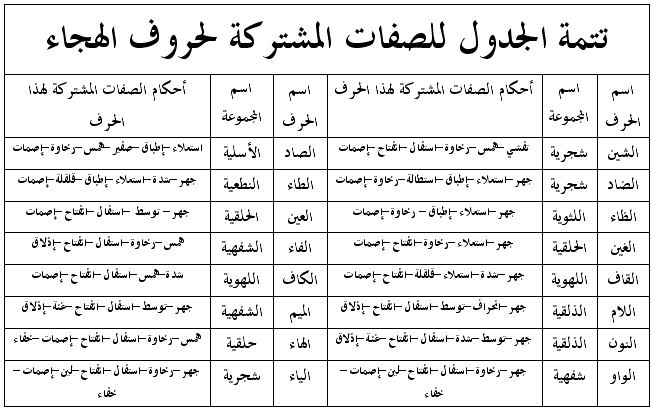 تتمة الجدول للصفات المشتركة لحروف الهجاء
اسم الحرف | اسم المجموعة | أحكام الصفات المشتركة لهذا الحرف | اسم الحرف | اسم المجموعة | أحكام الصفات المشتركة لهذا الحرف
الشين | شجرية | تفشي-همس-رخاوة-استفال-انفتاح-إصمات | الصاد | الأسلية | استعلاء-إطباق-صفير-همس-رخاوة-إصمات
الضاد | شجرية | جهر-استعلاء-إطباق-استطالة-رخاوة-إصمات | الطاء | النطعية | جهر-شدة-استعلاء-إطباق-قلقلة-إصمات
الظاء | اللثوية | جهر-استعلاء-إطباق-رخاوة-إصمات | العين | الحلقية | جهر-توسط-استفال-انفتاح-إصمات
الغين | الحلقية | جهر-استعلاء-رخاوة-انفتاح-إصمات | الفاء | الشفهية | همس-رخاوة-استفال-انفتاح-إذلاق
القاف | اللهوية | جهر-شدة-استعلاء-قلقلة-انفتاح-إصمات | الكاف | اللهوية | شدة-همس-استفال-انفتاح-إصمات
اللام | الذلقية | جهر-انحراف-توسط-استفال-انفتاح-إذلاق | الميم | الشفهية | جهر-توسط-استفال-انفتاح-غنة-إذلاق
النون | الذلقية | جهر-توسط-شدة-استفال-انفتاح-غنة-إذلاق | الهاء | حلقية | همس-رخاوة-استفال-انفتاح-إصمات-خفاء
الواو | شفهية | جهر-رخاوة-استفال-انفتاح-لين-إصمات-خفاء | الياء | شجرية | جهر-رخاوة-استفال-انفتاح-لين-إصمات-خفاء